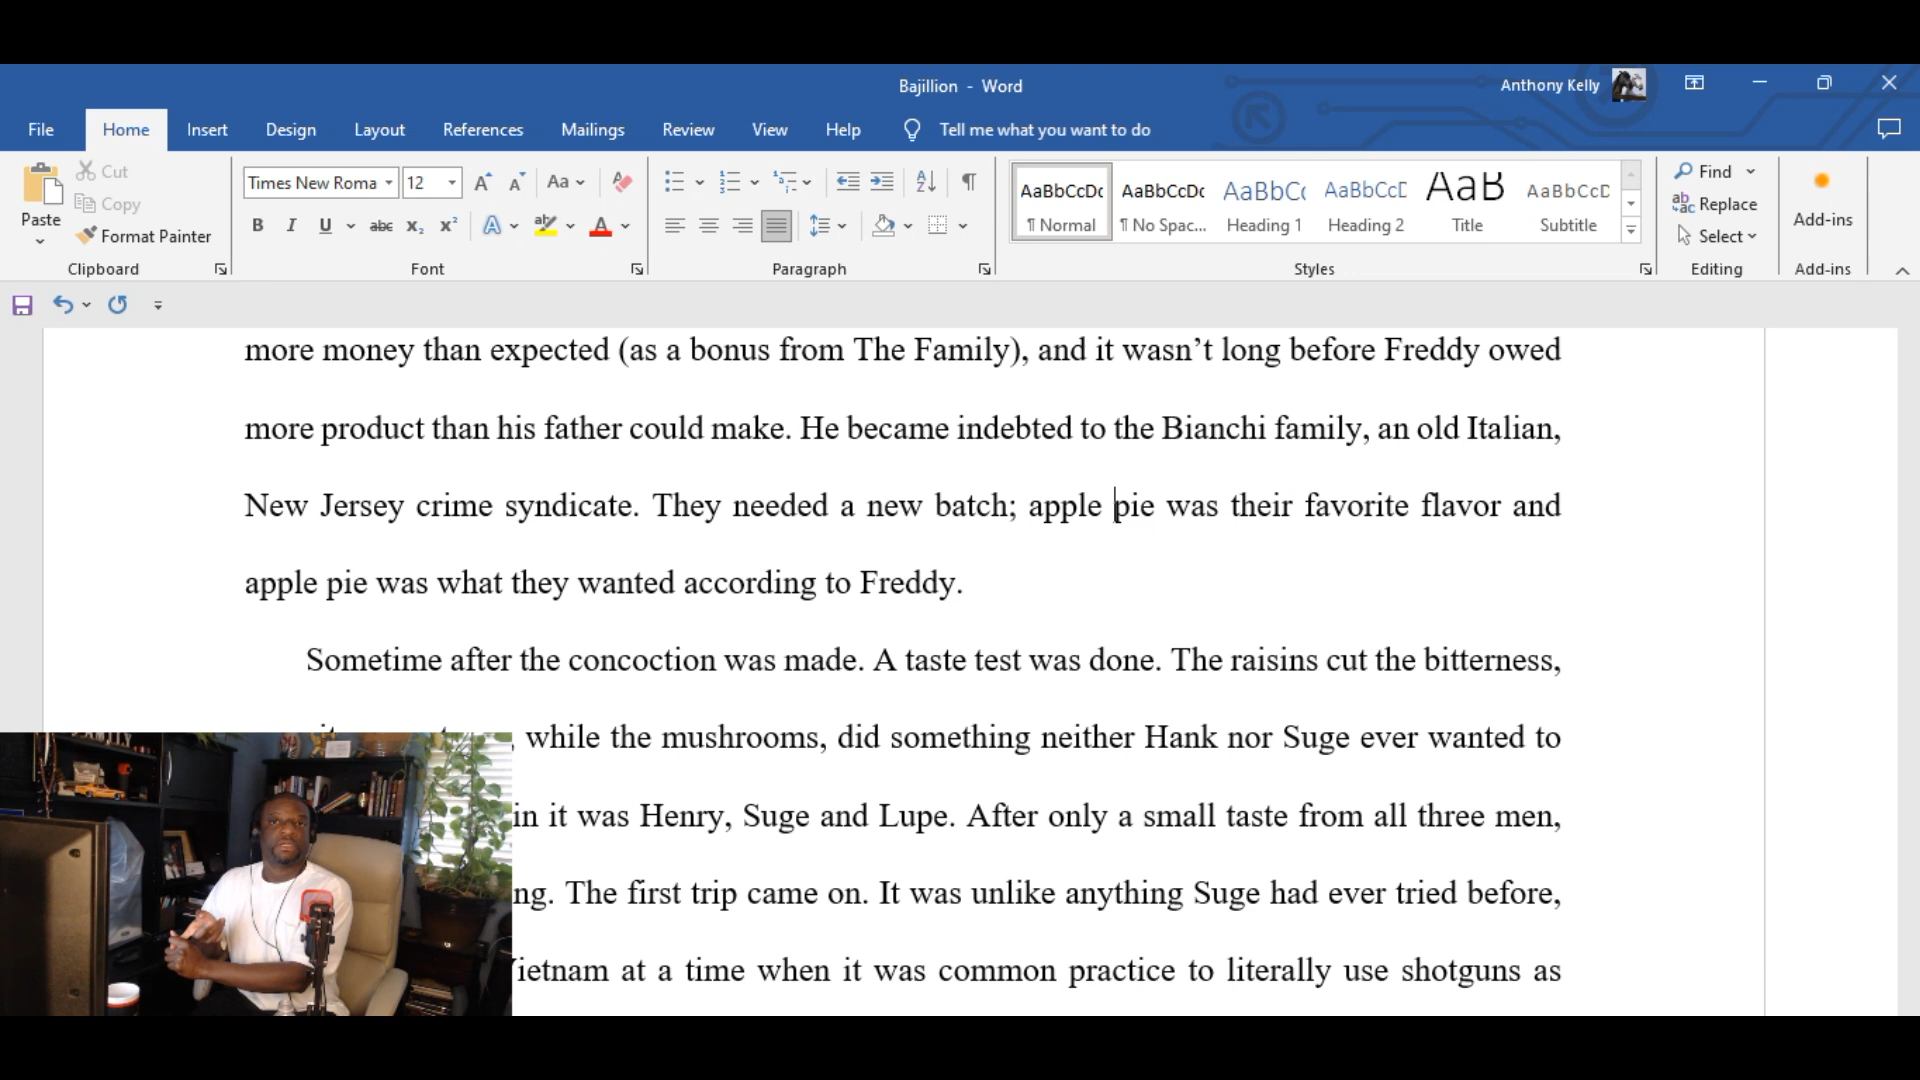 Bajillion - Word
Anthony Kelly
File Home Insert Design Layout References Mailings Review View Help Tell me what you want to do
Paste
Cut
Copy
Format Painter
Clipboard
Times New Roma 12
Aa
B I U abc x₂ x² A A
Font
Paragraph
AaBbCcDc AaBbCcDc AaBbCc AaBbCcD AaB AaBbCcD
¶ Normal ¶ No Spac... Heading 1 Heading 2 Title Subtitle
Styles
Find
Replace
Select
Editing
Add-ins
Add-ins
more money than expected (as a bonus from The Family), and it wasn’t long before Freddy owed
more product than his father could make. He became indebted to the Bianchi family, an old Italian,
New Jersey crime syndicate. They needed a new batch; apple pie was their favorite flavor and
apple pie was what they wanted according to Freddy.
Sometime after the concoction was made. A taste test was done. The raisins cut the bitterness,
, while the mushrooms, did something neither Hank nor Suge ever wanted to
in it was Henry, Suge and Lupe. After only a small taste from all three men,
ng. The first trip came on. It was unlike anything Suge had ever tried before,
ietnam at a time when it was common practice to literally use shotguns as